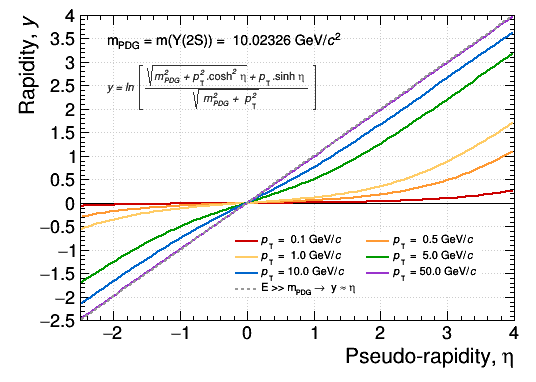 m_PDG = m(Y(2S)) = 10.02326 GeV/c²
y = ln [ √(m²_PDG + p²_T .cosh² η) + p_T .sinh η / √(m²_PDG + p²_T) ]
Rapidity, y
4
3.5
3
2.5
2
1.5
1
0.5
0
−0.5
−1
−1.5
−2
−2.5
p_T = 0.1 GeV/c p_T = 0.5 GeV/c
p_T = 1.0 GeV/c p_T = 5.0 GeV/c
p_T = 10.0 GeV/c p_T = 50.0 GeV/c
E >> m_PDG → y ≈ η
−2 −1 0 1 2 3 4
Pseudo-rapidity, η